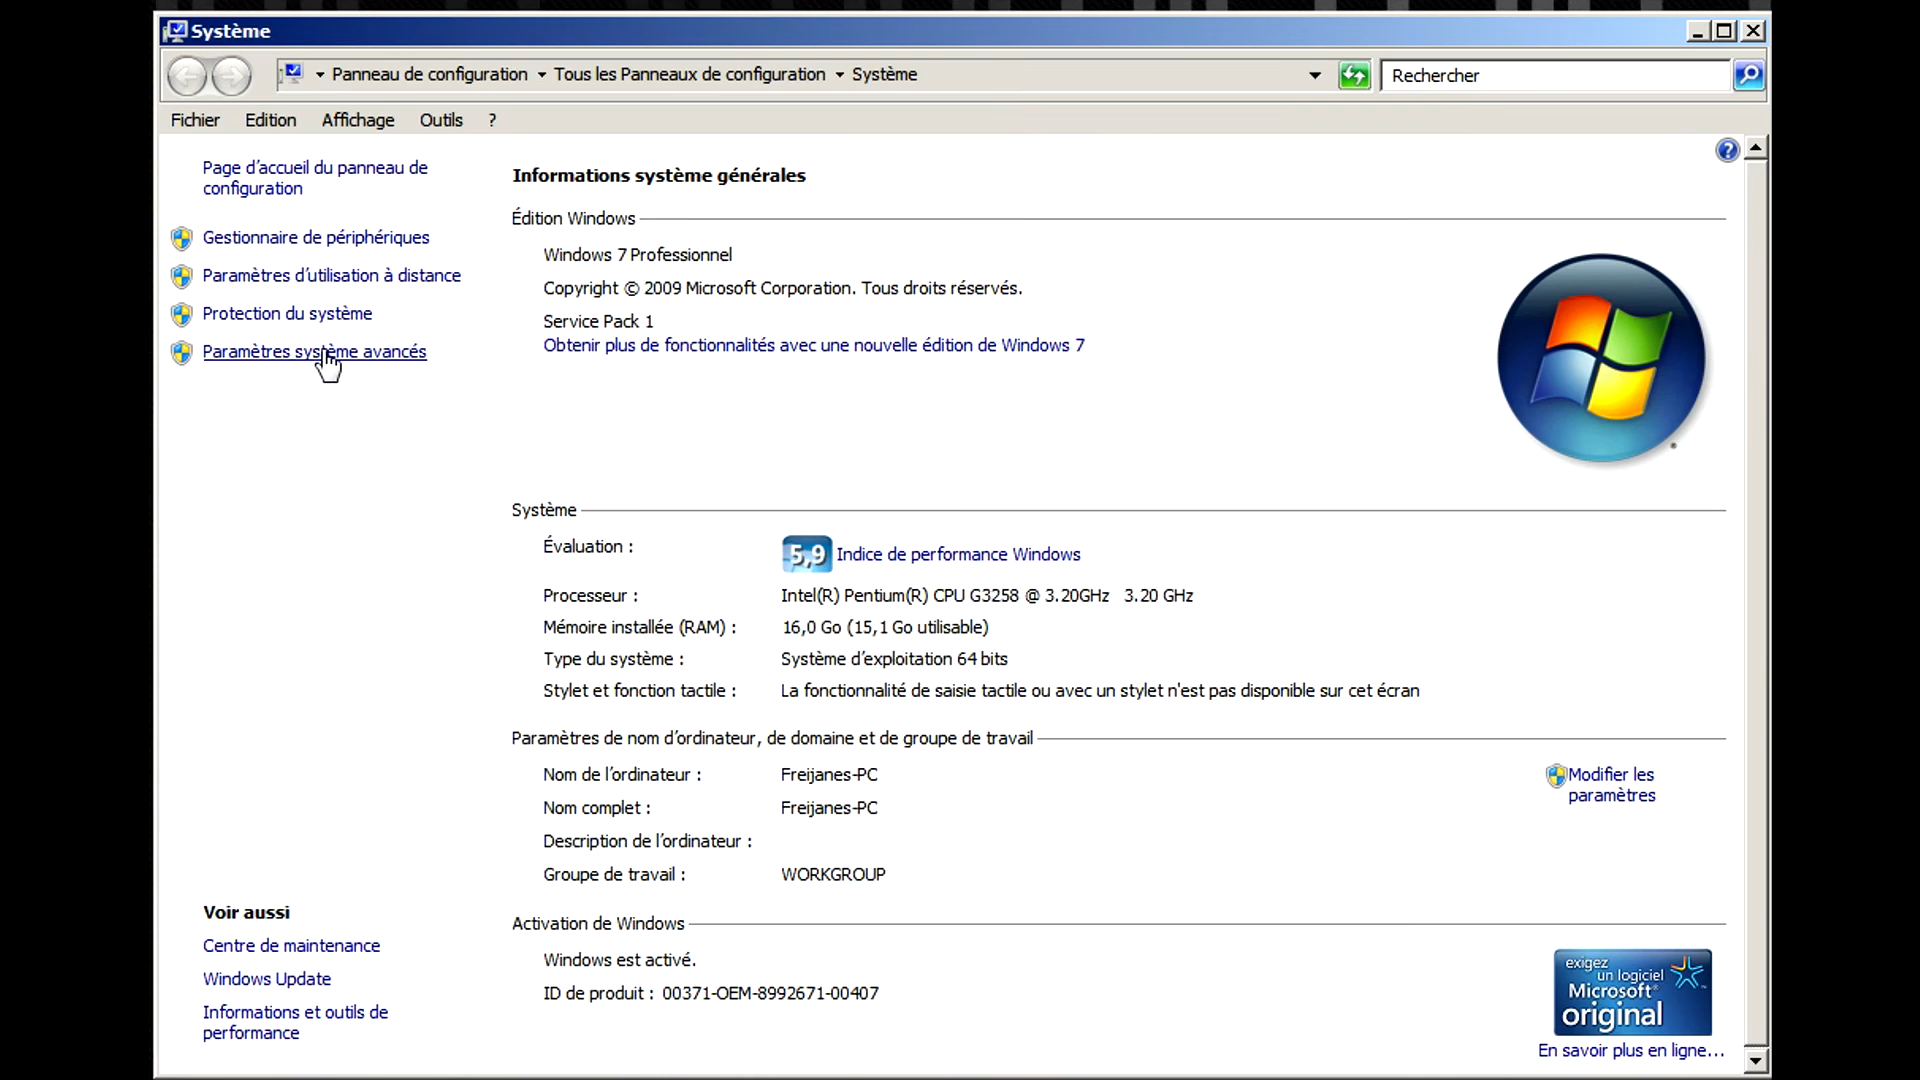 Système
Panneau de configuration Tous les Panneaux de configuration Système
Rechercher
Fichier Edition Affichage Outils ?
Page d'accueil du panneau de
configuration
Gestionnaire de périphériques
Paramètres d'utilisation à distance
Protection du système
Paramètres système avancés
Voir aussi
Centre de maintenance
Windows Update
Informations et outils de
performance
Informations système générales
Édition Windows
Windows 7 Professionnel
Copyright © 2009 Microsoft Corporation. Tous droits réservés.
Service Pack 1
Obtenir plus de fonctionnalités avec une nouvelle édition de Windows 7
Système
Évaluation : 5,9 Indice de performance Windows
Processeur : Intel(R) Pentium(R) CPU G3258 @ 3.20GHz 3.20 GHz
Mémoire installée (RAM) : 16,0 Go (15,1 Go utilisable)
Type du système : Système d'exploitation 64 bits
Stylet et fonction tactile : La fonctionnalité de saisie tactile ou avec un stylet n'est pas disponible sur cet écran
Paramètres de nom d'ordinateur, de domaine et de groupe de travail
Nom de l'ordinateur : Freijanes-PC
Modifier les
paramètres
Nom complet : Freijanes-PC
Description de l'ordinateur :
Groupe de travail : WORKGROUP
Activation de Windows
Windows est activé.
ID de produit : 00371-OEM-8992671-00407
exigez
un logiciel
Microsoft®
original
En savoir plus en ligne...